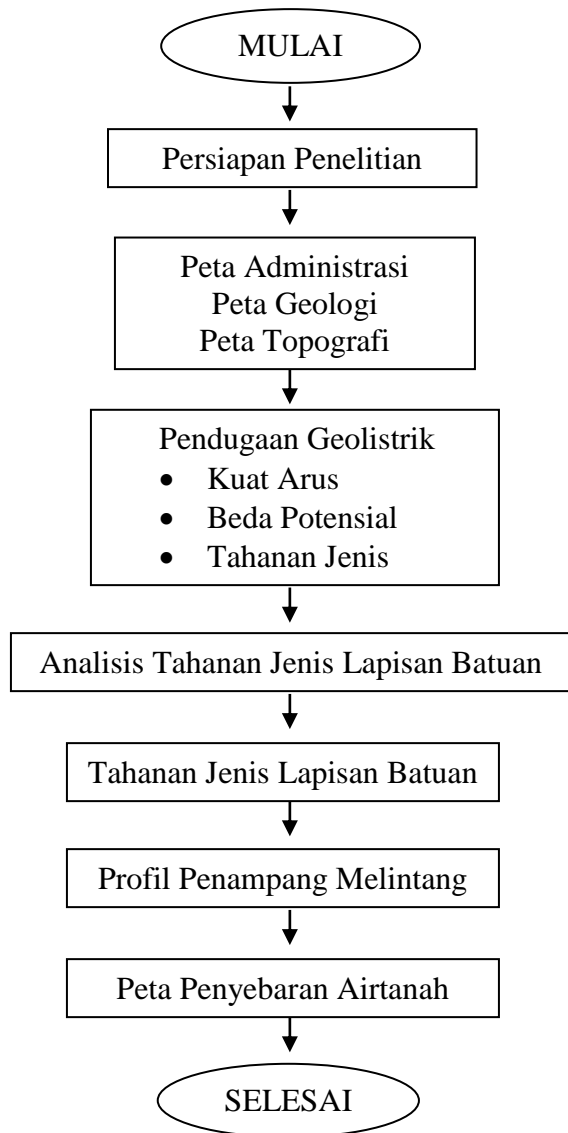 MULAI
Persiapan Penelitian
Peta Administrasi
Peta Geologi
Peta Topografi
Pendugaan Geolistrik
• Kuat Arus
• Beda Potensial
• Tahanan Jenis
Analisis Tahanan Jenis Lapisan Batuan
Tahanan Jenis Lapisan Batuan
Profil Penampang Melintang
Peta Penyebaran Airtanah
SELESAI